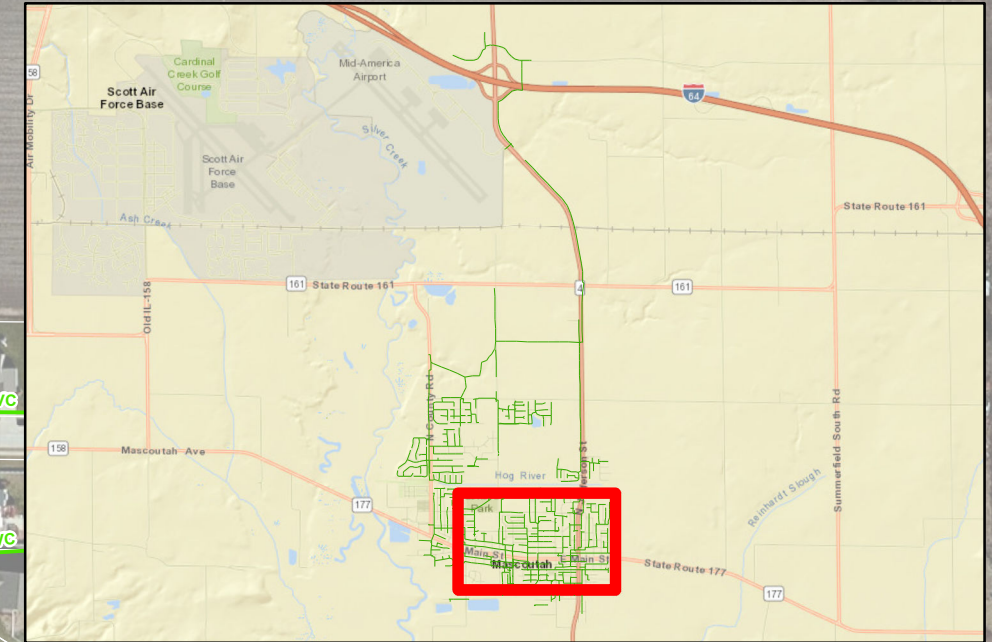 58
Cardinal
Creek Golf
Course
Mid-America
Airport
Scott Air
Force Base
64
Air Mobility Dr
Silver Creek
Scott Air
Force
Base
State Route 161
Ash Creek
161
State Route 161
4
161
Old IL-158
VC
N County Rd
Summerfield South Rd
158
Mascoutah Ave
N Jefferson St
Hog River
Reinhardt Slough
177
Park
VC
Main St
E Main St
Mascoutah
State Route 177
177